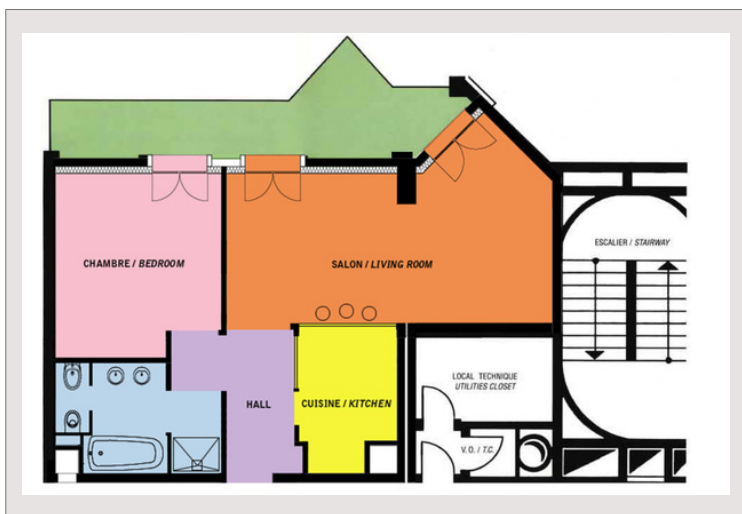 ESCALIER / STAIRWAY
CHAMBRE / BEDROOM
SALON / LIVING ROOM
LOCAL TECHNIQUE
UTILITIES CLOSET
HALL
CUISINE / KITCHEN
V.O. / T.C.